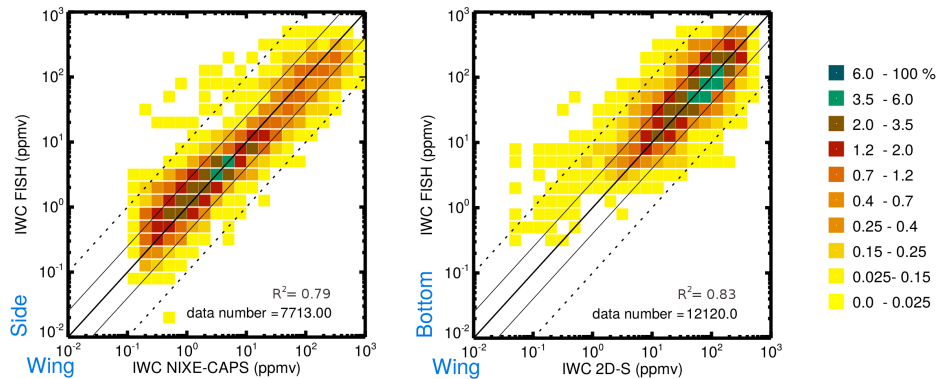 10^3
10^2
10^1
10^0
10^-1
10^-2
IWC FISH (ppmv)
Side
R^2= 0.79
data number =7713.00
10^-2 10^-1 10^0 10^1 10^2 10^3
Wing IWC NIXE-CAPS (ppmv)
10^3
10^2
10^1
10^0
10^-1
10^-2
IWC FISH (ppmv)
Bottom
R^2= 0.83
data number =12120.0
10^-2 10^-1 10^0 10^1 10^2 10^3
Wing IWC 2D-S (ppmv)
6.0 - 100 %
3.5 - 6.0
2.0 - 3.5
1.2 - 2.0
0.7 - 1.2
0.4 - 0.7
0.25 - 0.4
0.15 - 0.25
0.025- 0.15
0.0 - 0.025